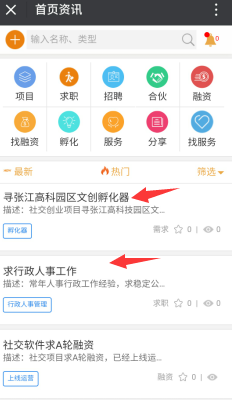 首页资讯
输入名称、类型
0
项目 求职 招聘 合伙 融资
找融资 孵化 服务 分享 找服务
最新 热门 筛选
寻张江高科园区文创孵化器
描述：社交创业项目寻张江高科技园区文...
孵化器 需求 0 | 0
求行政人事工作
描述：常年人事行政工作经验，求稳定公...
行政人事管理 求职 0 | 0
社交软件求A轮融资
描述：社交项目求A轮融资，已经上线运...
上线运营 融资 0 | 0